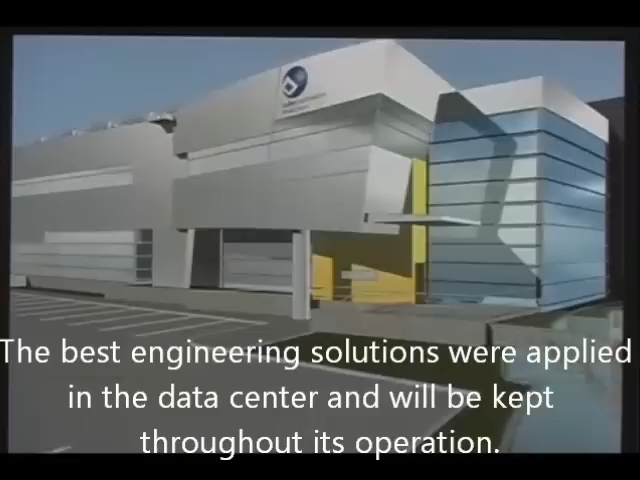 The best engineering solutions were applied
in the data center and will be kept
throughout its operation.